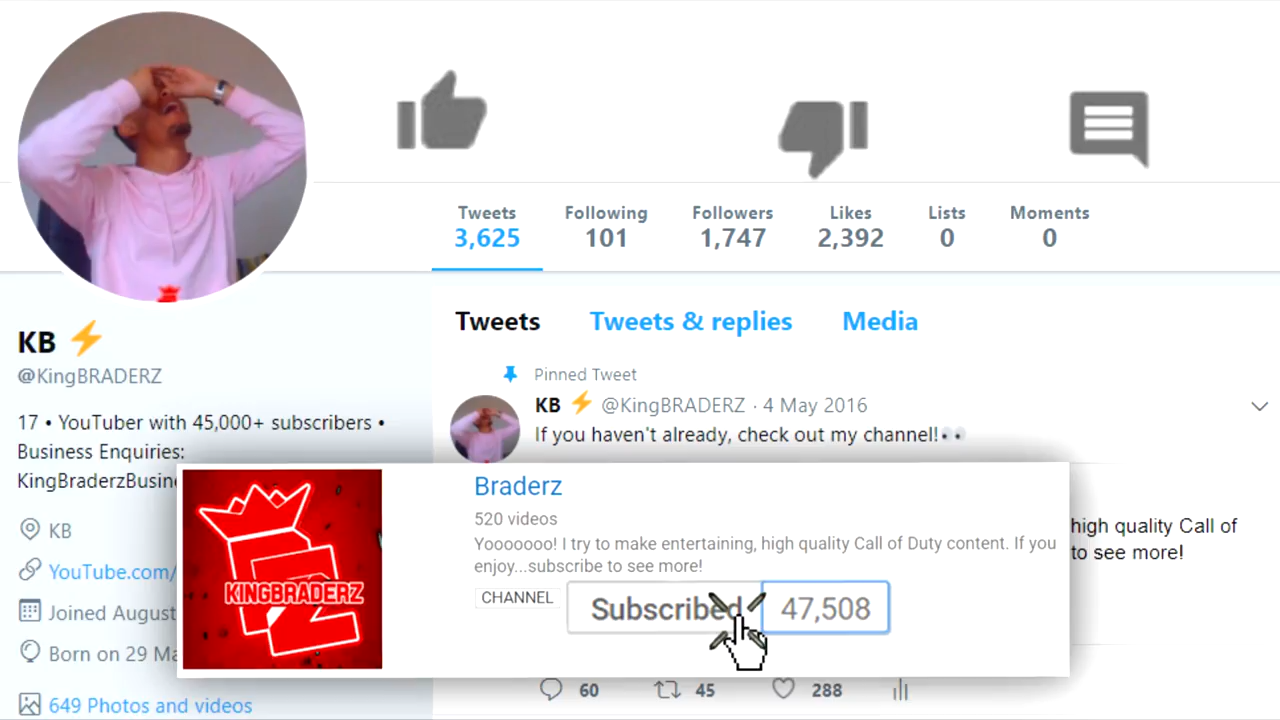 Tweets Following Followers Likes Lists Moments
3,625 101 1,747 2,392 0 0
KB ⚡
@KingBRADERZ
17 • YouTuber with 45,000+ subscribers •
Business Enquiries:
KingBraderzBusin
KB
YouTube.com/
Joined August
Born on 29 Ma
649 Photos and videos
Tweets Tweets & replies Media
Pinned Tweet
KB ⚡ @KingBRADERZ · 4 May 2016
If you haven't already, check out my channel!👀
high quality Call of
to see more!
KINGBRADERZ
Braderz
520 videos
Yooooooo! I try to make entertaining, high quality Call of Duty content. If you
enjoy...subscribe to see more!
CHANNEL Subscribed 47,508
60 45 288